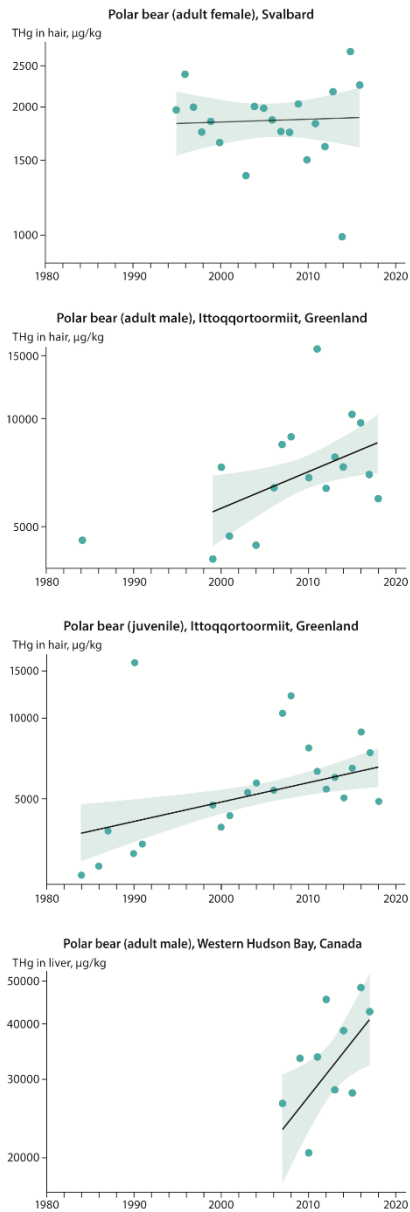 Polar bear (adult female), Svalbard
THg in hair, µg/kg
2500
2000
1500
1000
1980 1990 2000 2010 2020
Polar bear (adult male), Ittoqqortoormiit, Greenland
THg in hair, µg/kg
15000
10000
5000
1980 1990 2000 2010 2020
Polar bear (juvenile), Ittoqqortoormiit, Greenland
THg in hair, µg/kg
15000
10000
5000
1980 1990 2000 2010 2020
Polar bear (adult male), Western Hudson Bay, Canada
THg in liver, µg/kg
50000
40000
30000
20000
1980 1990 2000 2010 2020